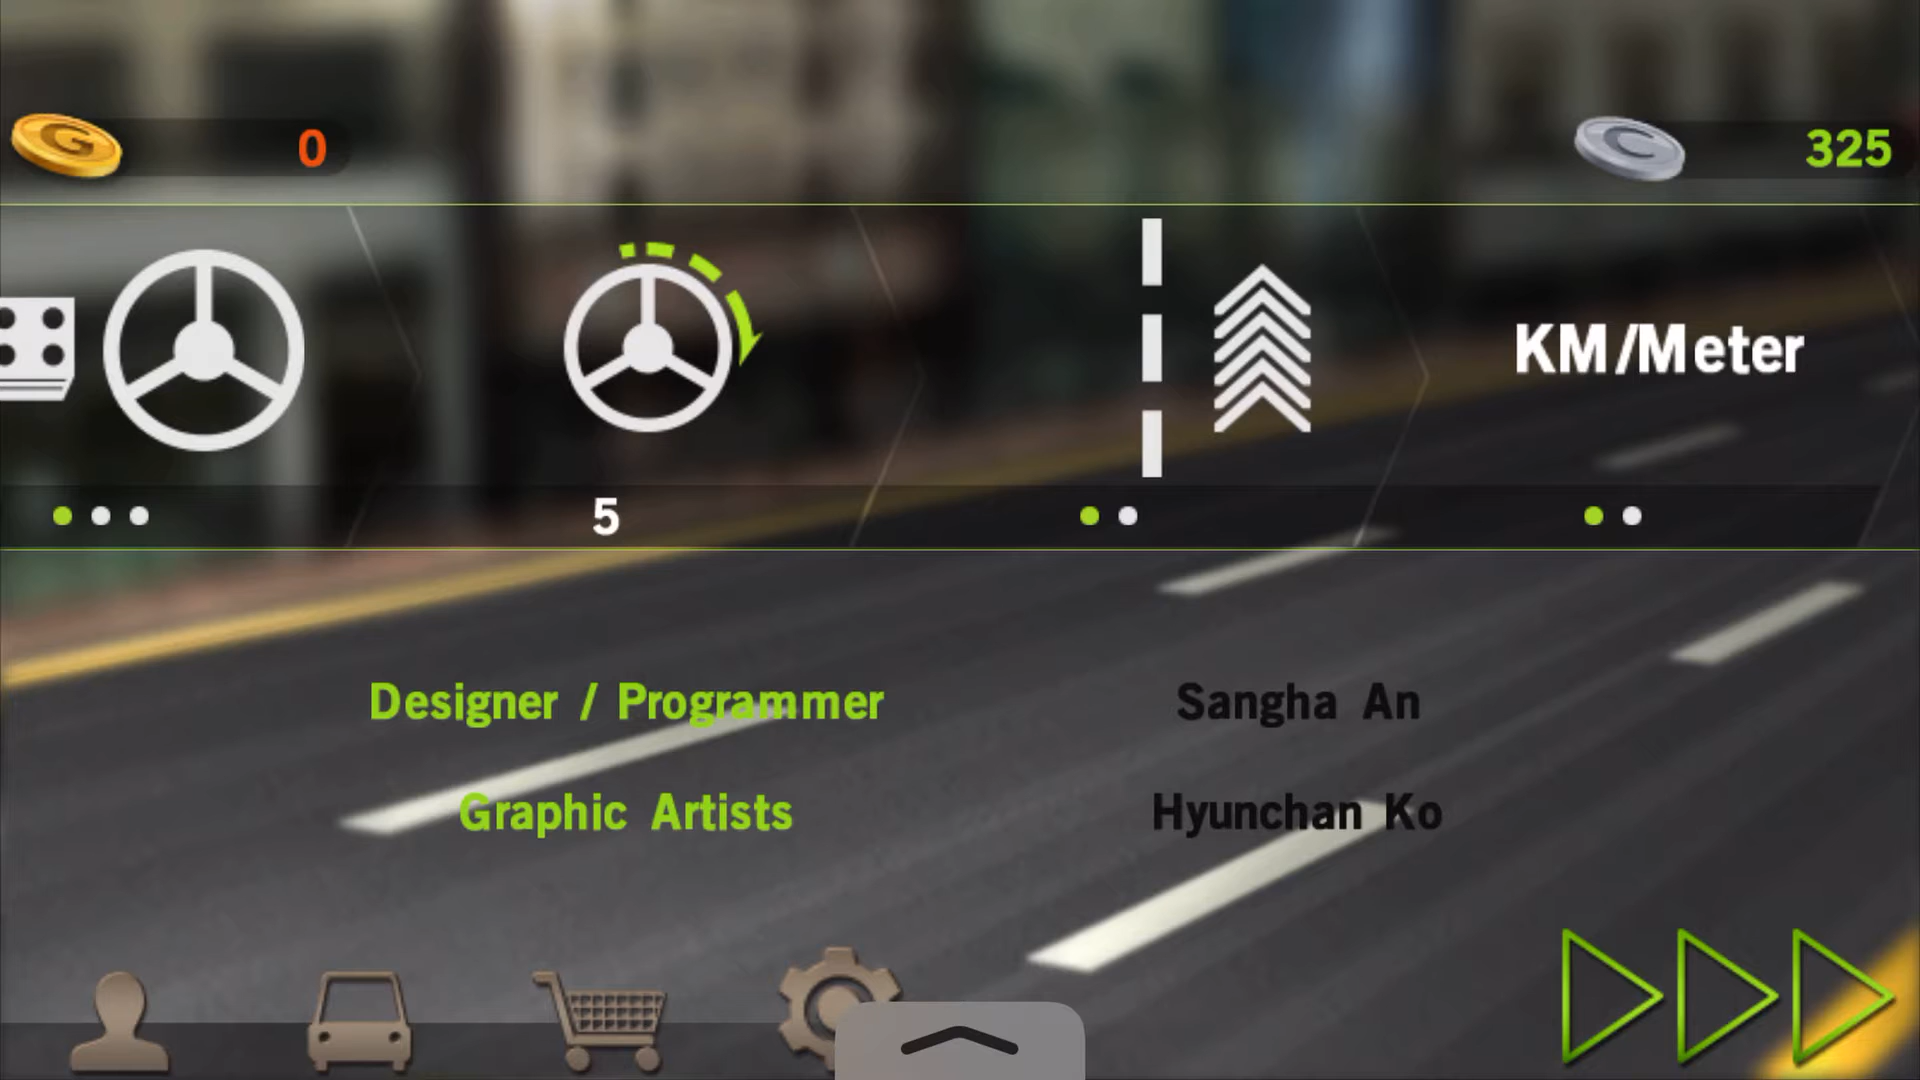 G 0
C 325
KM/Meter
5
Designer / Programmer Sangha An
Graphic Artists Hyunchan Ko